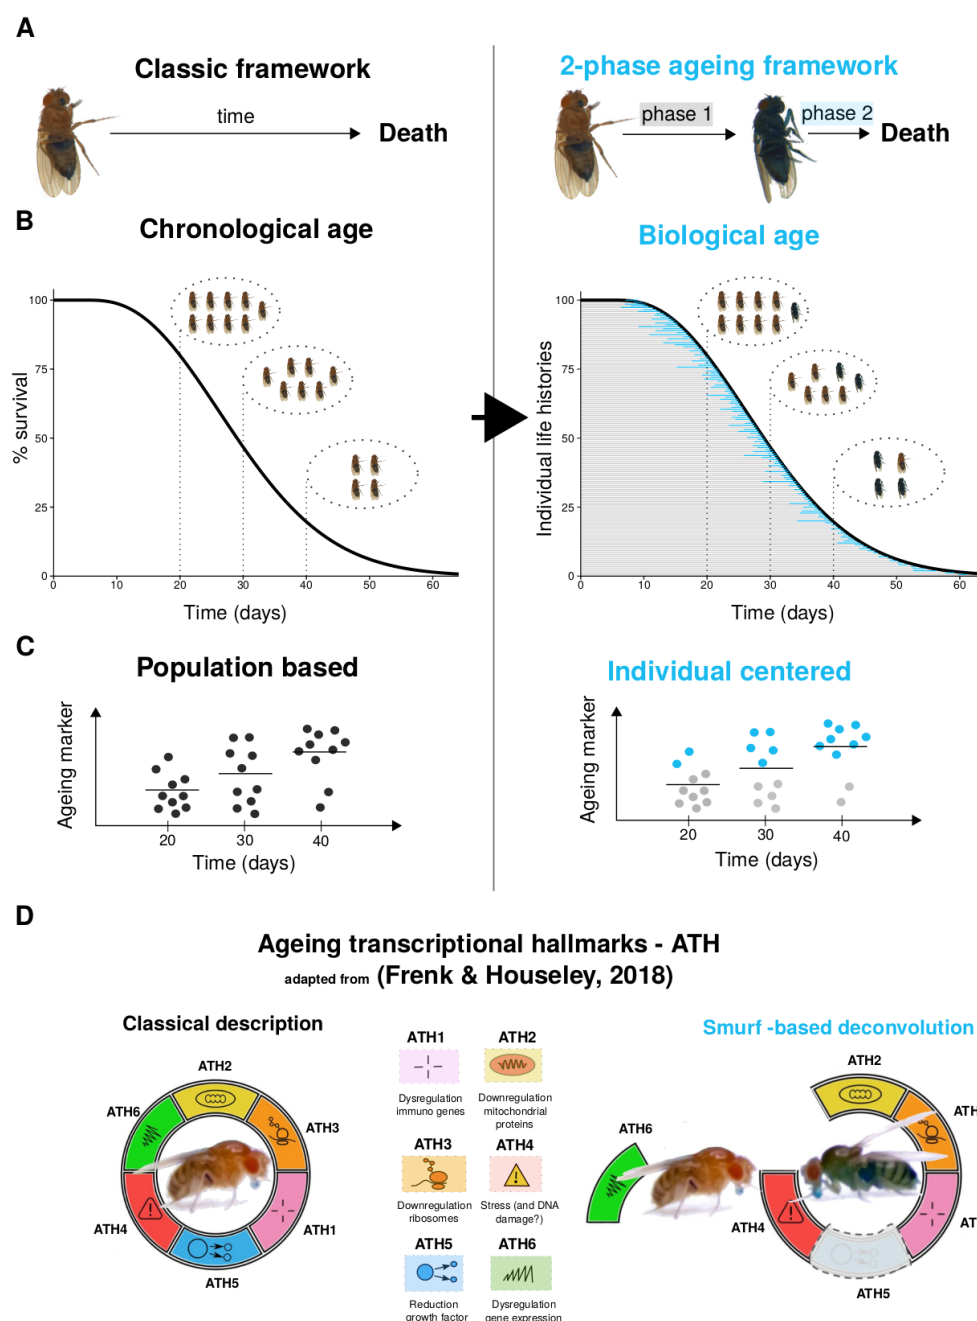 A
Classic framework
time
Death
2-phase ageing framework
phase 1
phase 2
Death
B
Chronological age
% survival
100
75
50
25
0
0 10 20 30 40 50 60
Time (days)
Biological age
Individual life histories
100
75
50
25
0
0 10 20 30 40 50 60
Time (days)
C
Population based
Ageing marker
20 30 40
Time (days)
Individual centered
Ageing marker
20 30 40
Time (days)
D
Ageing transcriptional hallmarks - ATH
adapted from (Frenk & Houseley, 2018)
Classical description
ATH2
ATH6
ATH3
ATH4
ATH1
ATH5
ATH1
Dysregulation
immuno genes
ATH2
Downregulation
mitochondrial
proteins
ATH3
Downregulation
ribosomes
ATH4
Stress (and DNA
damage?)
ATH5
Reduction
growth factor
ATH6
Dysregulation
gene expression
Smurf -based deconvolution
ATH2
ATH
ATH6
ATH4
AT
ATH5